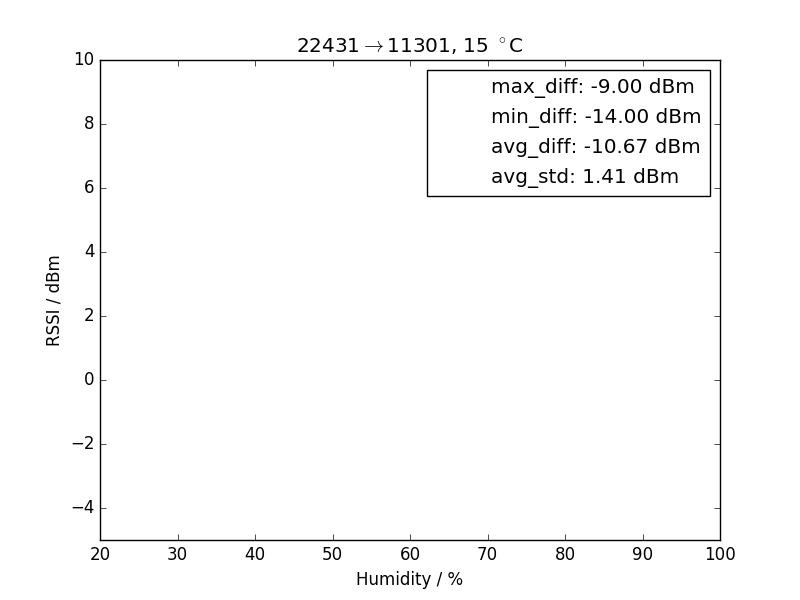 22431→11301, 15 °C
max_diff: -9.00 dBm
min_diff: -14.00 dBm
avg_diff: -10.67 dBm
avg_std: 1.41 dBm
10
8
6
4
2
0
−2
−4
RSSI / dBm
20 30 40 50 60 70 80 90 100
Humidity / %